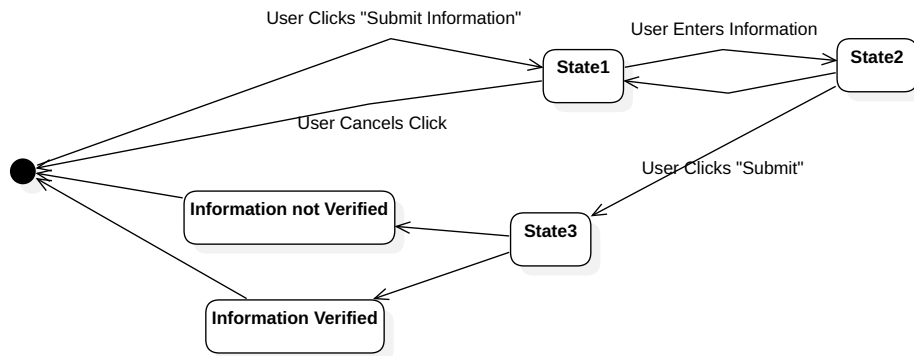 User Clicks "Submit Information"
User Enters Information
State1
State2
User Cancels Click
User Clicks "Submit"
Information not Verified
State3
Information Verified